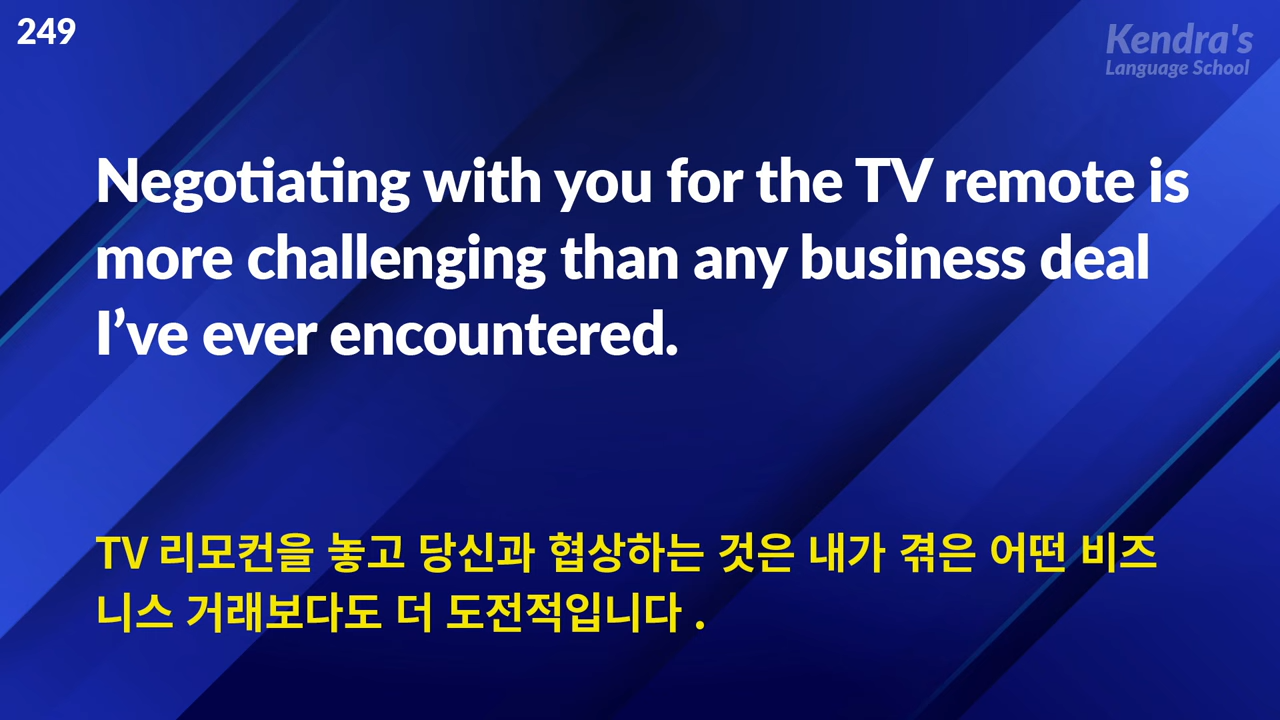 249
Kendra's
Language School
Negotiating with you for the TV remote is
more challenging than any business deal
I’ve ever encountered.
TV 리모컨을 놓고 당신과 협상하는 것은 내가 겪은 어떤 비즈
니스 거래보다도 더 도전적입니다 .